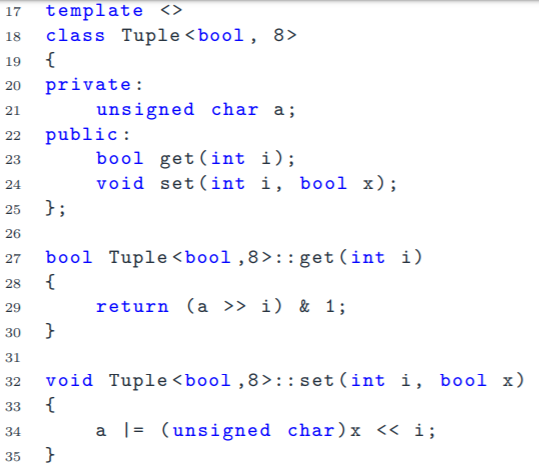 17 template <>
18 class Tuple<bool, 8>
19 {
20 private:
21     unsigned char a;
22 public:
23     bool get(int i);
24     void set(int i, bool x);
25 };
26
27 bool Tuple<bool,8>::get(int i)
28 {
29     return (a >> i) & 1;
30 }
31
32 void Tuple<bool,8>::set(int i, bool x)
33 {
34     a |= (unsigned char)x << i;
35 }